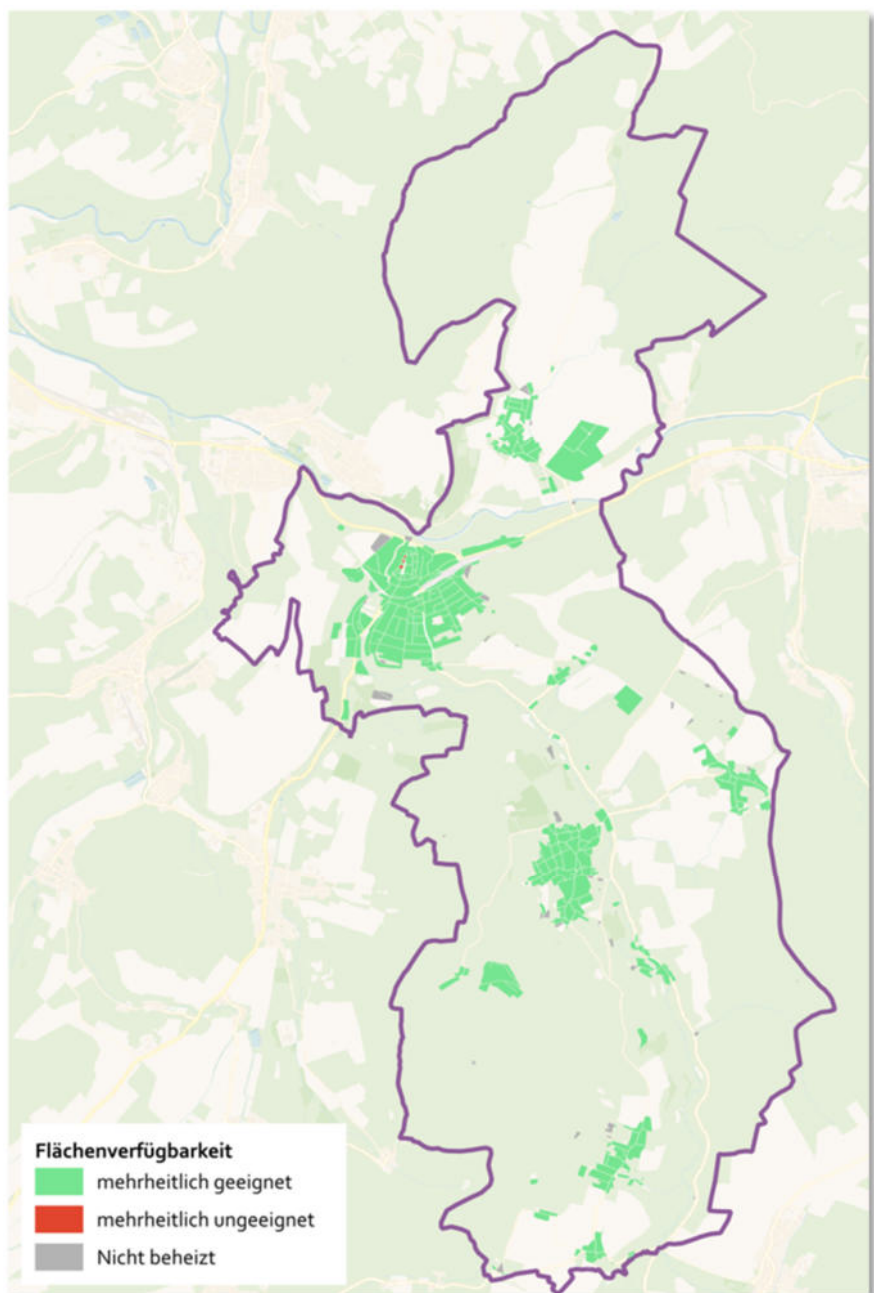 Flächenverfügbarkeit
mehrheitlich geeignet
mehrheitlich ungeeignet
Nicht beheizt